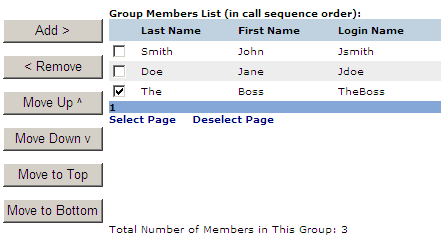 Group Members List (in call sequence order):
Add >
Last Name First Name Login Name
Smith John Jsmith
< Remove
Doe Jane Jdoe
The Boss TheBoss
Move Up ^
1
Select Page Deselect Page
Move Down v
Move to Top
Move to Bottom
Total Number of Members in This Group: 3